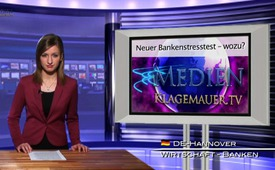 Neuer Bankenstresstest – wozu?
MEDIEN
KLAGEMAUER.TV
DE-HANNOVER
WIRTSCHAFT - BANKEN